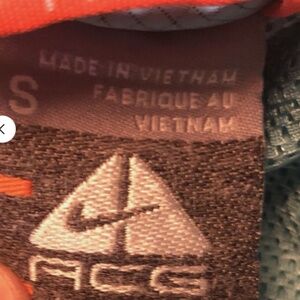 MADE IN VIETNAM
S
FABRIQUE AU
VIETNAM
ACG